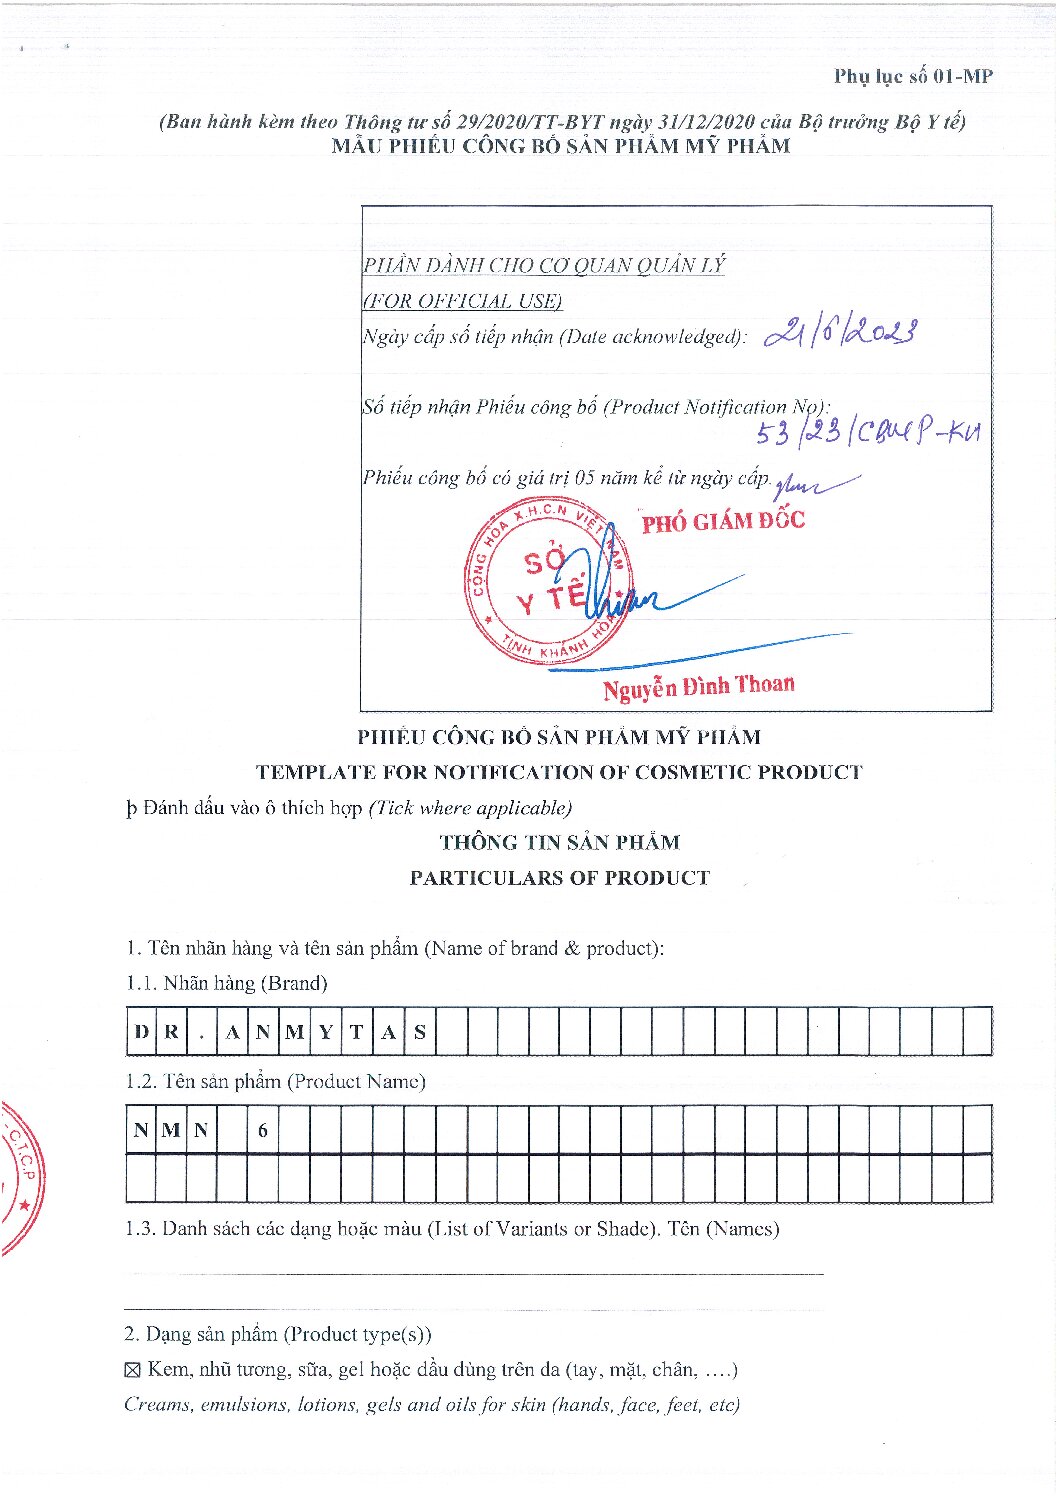 Phụ lục số 01-MP
(Ban hành kèm theo Thông tư số 29/2020/TT-BYT ngày 31/12/2020 của Bộ trưởng Bộ Y tế)
MẪU PHIẾU CÔNG BỐ SẢN PHẨM MỸ PHẨM
PHẦN DÀNH CHO CƠ QUAN QUẢN LÝ
(FOR OFFICIAL USE)
Ngày cấp số tiếp nhận (Date acknowledged): 21/6/2023
Số tiếp nhận Phiếu công bố (Product Notification No):
53/23/CBMP-KH
Phiếu công bố có giá trị 05 năm kể từ ngày cấp.
PHÓ GIÁM ĐỐC
CỘNG HÒA X.H.C.N VIỆT NAM
SỞ
Y TẾ
TỈNH KHÁNH HÒA
Nguyễn Đình Thoan
PHIẾU CÔNG BỐ SẢN PHẨM MỸ PHẨM
TEMPLATE FOR NOTIFICATION OF COSMETIC PRODUCT
þ Đánh dấu vào ô thích hợp (Tick where applicable)
THÔNG TIN SẢN PHẨM
PARTICULARS OF PRODUCT
1. Tên nhãn hàng và tên sản phẩm (Name of brand & product):
1.1. Nhãn hàng (Brand)
DR.ANMYTAS
1.2. Tên sản phẩm (Product Name)
NMN 6
C.T.C.P
1.3. Danh sách các dạng hoặc màu (List of Variants or Shade). Tên (Names)
2. Dạng sản phẩm (Product type(s))
☒ Kem, nhũ tương, sữa, gel hoặc dầu dùng trên da (tay, mặt, chân, ….)
Creams, emulsions, lotions, gels and oils for skin (hands, face, feet, etc)